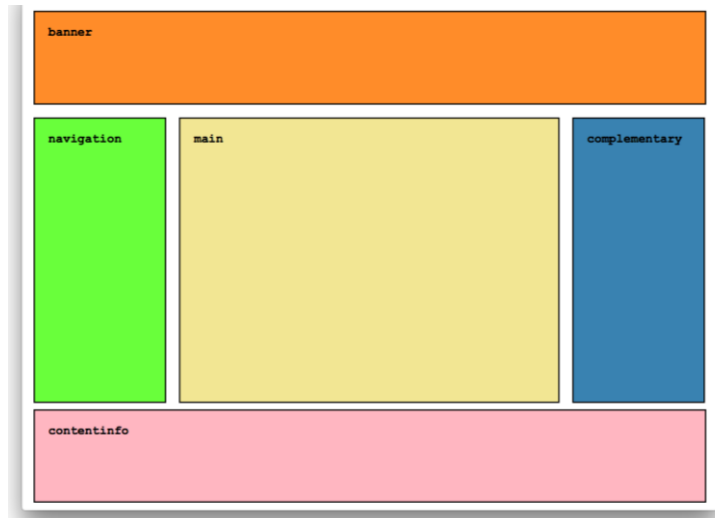 banner
navigation
main
complementary
contentinfo